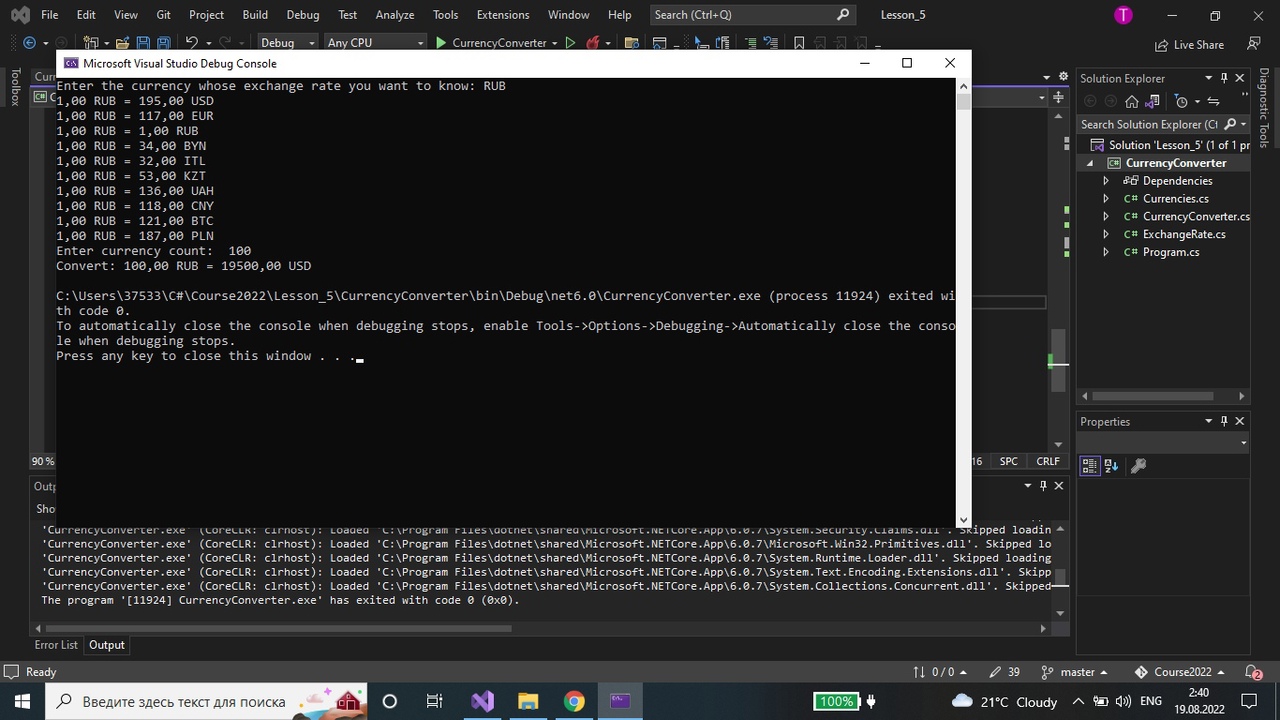 File Edit View Git Project Build Debug Test Analyze Tools Extensions Window Help Search (Ctrl+Q) Lesson_5 T
Debug Any CPU CurrencyConverter Live Share
Microsoft Visual Studio Debug Console
Enter the currency whose exchange rate you want to know: RUB
1,00 RUB = 195,00 USD
1,00 RUB = 117,00 EUR
1,00 RUB = 1,00 RUB
1,00 RUB = 34,00 BYN
1,00 RUB = 32,00 ITL
1,00 RUB = 53,00 KZT
1,00 RUB = 136,00 UAH
1,00 RUB = 118,00 CNY
1,00 RUB = 121,00 BTC
1,00 RUB = 187,00 PLN
Enter currency count:  100
Convert: 100,00 RUB = 19500,00 USD
C:\Users\37533\C#\Course2022\Lesson_5\CurrencyConverter\bin\Debug\net6.0\CurrencyConverter.exe (process 11924) exited wi
th code 0.
To automatically close the console when debugging stops, enable Tools->Options->Debugging->Automatically close the conso
le when debugging stops.
Press any key to close this window . . .
Toolbox
Solution Explorer
Search Solution Explorer (Ct
Solution 'Lesson_5' (1 of 1 pr
CurrencyConverter
Dependencies
Currencies.cs
CurrencyConverter.cs
ExchangeRate.cs
Program.cs
Diagnostic Tools
Properties
90 % 16 SPC CRLF
Outp
Sho
'CurrencyConverter.exe' (CoreCLR: clrhost): Loaded 'C:\Program Files\dotnet\shared\Microsoft.NETCore.App\6.0.7\System.Security.Claims.dll'. Skipped loadin
'CurrencyConverter.exe' (CoreCLR: clrhost): Loaded 'C:\Program Files\dotnet\shared\Microsoft.NETCore.App\6.0.7\Microsoft.Win32.Primitives.dll'. Skipped lo
'CurrencyConverter.exe' (CoreCLR: clrhost): Loaded 'C:\Program Files\dotnet\shared\Microsoft.NETCore.App\6.0.7\System.Runtime.Loader.dll'. Skipped loading
'CurrencyConverter.exe' (CoreCLR: clrhost): Loaded 'C:\Program Files\dotnet\shared\Microsoft.NETCore.App\6.0.7\System.Text.Encoding.Extensions.dll'. Skipp
'CurrencyConverter.exe' (CoreCLR: clrhost): Loaded 'C:\Program Files\dotnet\shared\Microsoft.NETCore.App\6.0.7\System.Collections.Concurrent.dll'. Skipped
The program '[11924] CurrencyConverter.exe' has exited with code 0 (0x0).
Error List Output
Ready 0 / 0 39 master Course2022 2
Введите здесь текст для поиска 100% 21°C Cloudy ENG 2:40
19.08.2022